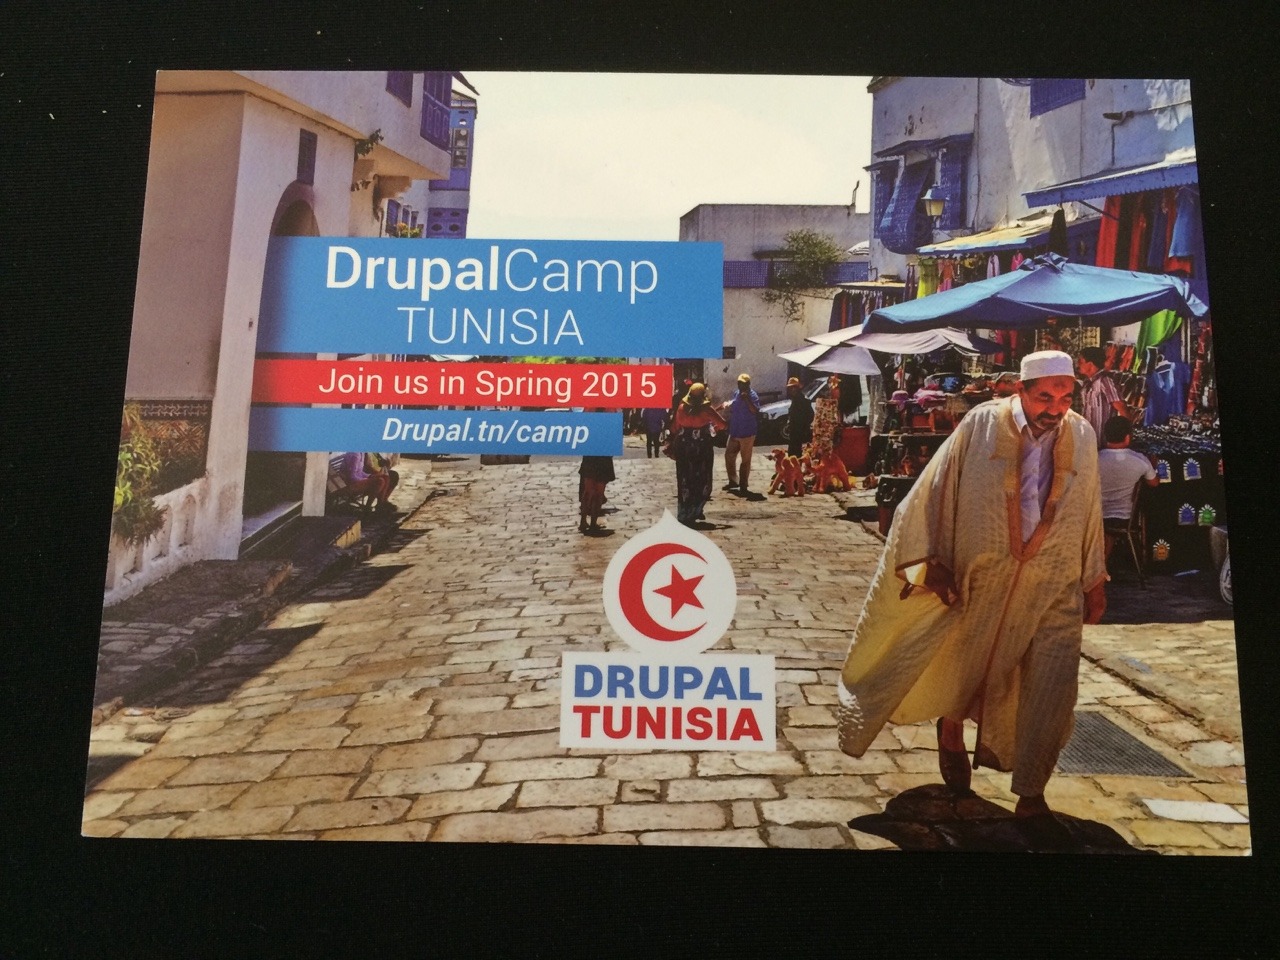 DrupalCamp
TUNISIA
Join us in Spring 2015
Drupal.tn/camp
DRUPAL
TUNISIA